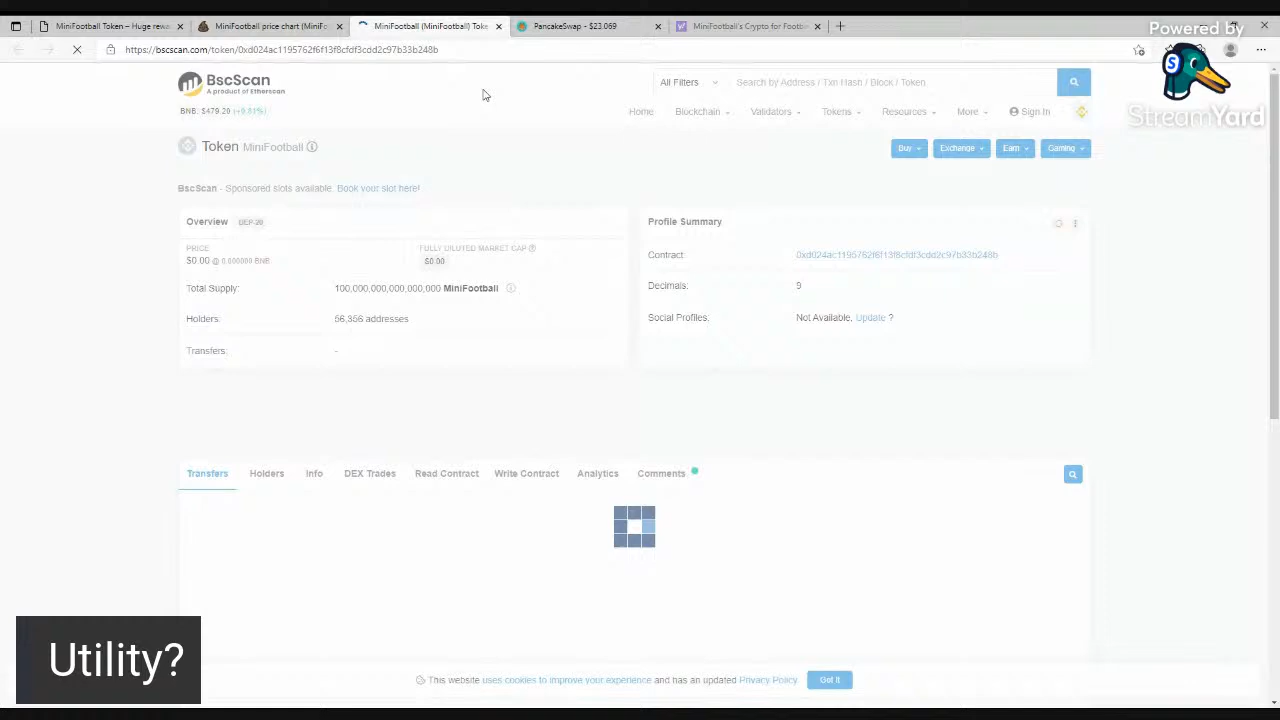 MiniFootball Token – Huge rewa
MiniFootball price chart (MiniFo
MiniFootball (MiniFootball) Toke
PancakeSwap - $23.069
MiniFootball's Crypto for Footba
Powered by
StreamYard
https://bscscan.com/token/0xd024ac1195762f6f13f8cfdf3cdd2c97b33b248b
BscScan
A product of Etherscan
All Filters
Search by Address / Txn Hash / Block / Token
BNB: $479.20 (+0.81%)
Home
Blockchain
Validators
Tokens
Resources
More
Sign In
Token MiniFootball
Buy
Exchange
Earn
Gaming
BscScan - Sponsored slots available. Book your slot here!
Overview BEP-20
Profile Summary
PRICE
FULLY DILUTED MARKET CAP
$0.00 @ 0.000000 BNB
$0.00
Contract:
0xd024ac1195762f6f13f8cfdf3cdd2c97b33b248b
Total Supply:
100,000,000,000,000,000 MiniFootball
Decimals:
9
Holders:
56,356 addresses
Social Profiles:
Not Available, Update ?
Transfers:
-
Transfers
Holders
Info
DEX Trades
Read Contract
Write Contract
Analytics
Comments
Utility?
This website uses cookies to improve your experience and has an updated Privacy Policy
Got It